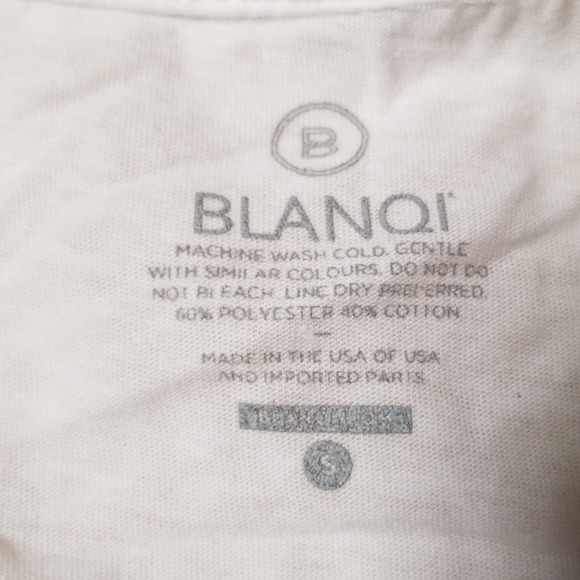 B
BLANQI
MACHINE WASH COLD. GENTLE
WITH SIMILAR COLOURS. DO NOT DO
NOT BLEACH LINE DRY PREFERRED.
60% POLYESTER 40% COTTON
–
MADE IN THE USA OF USA
AND IMPORTED PARTS
S